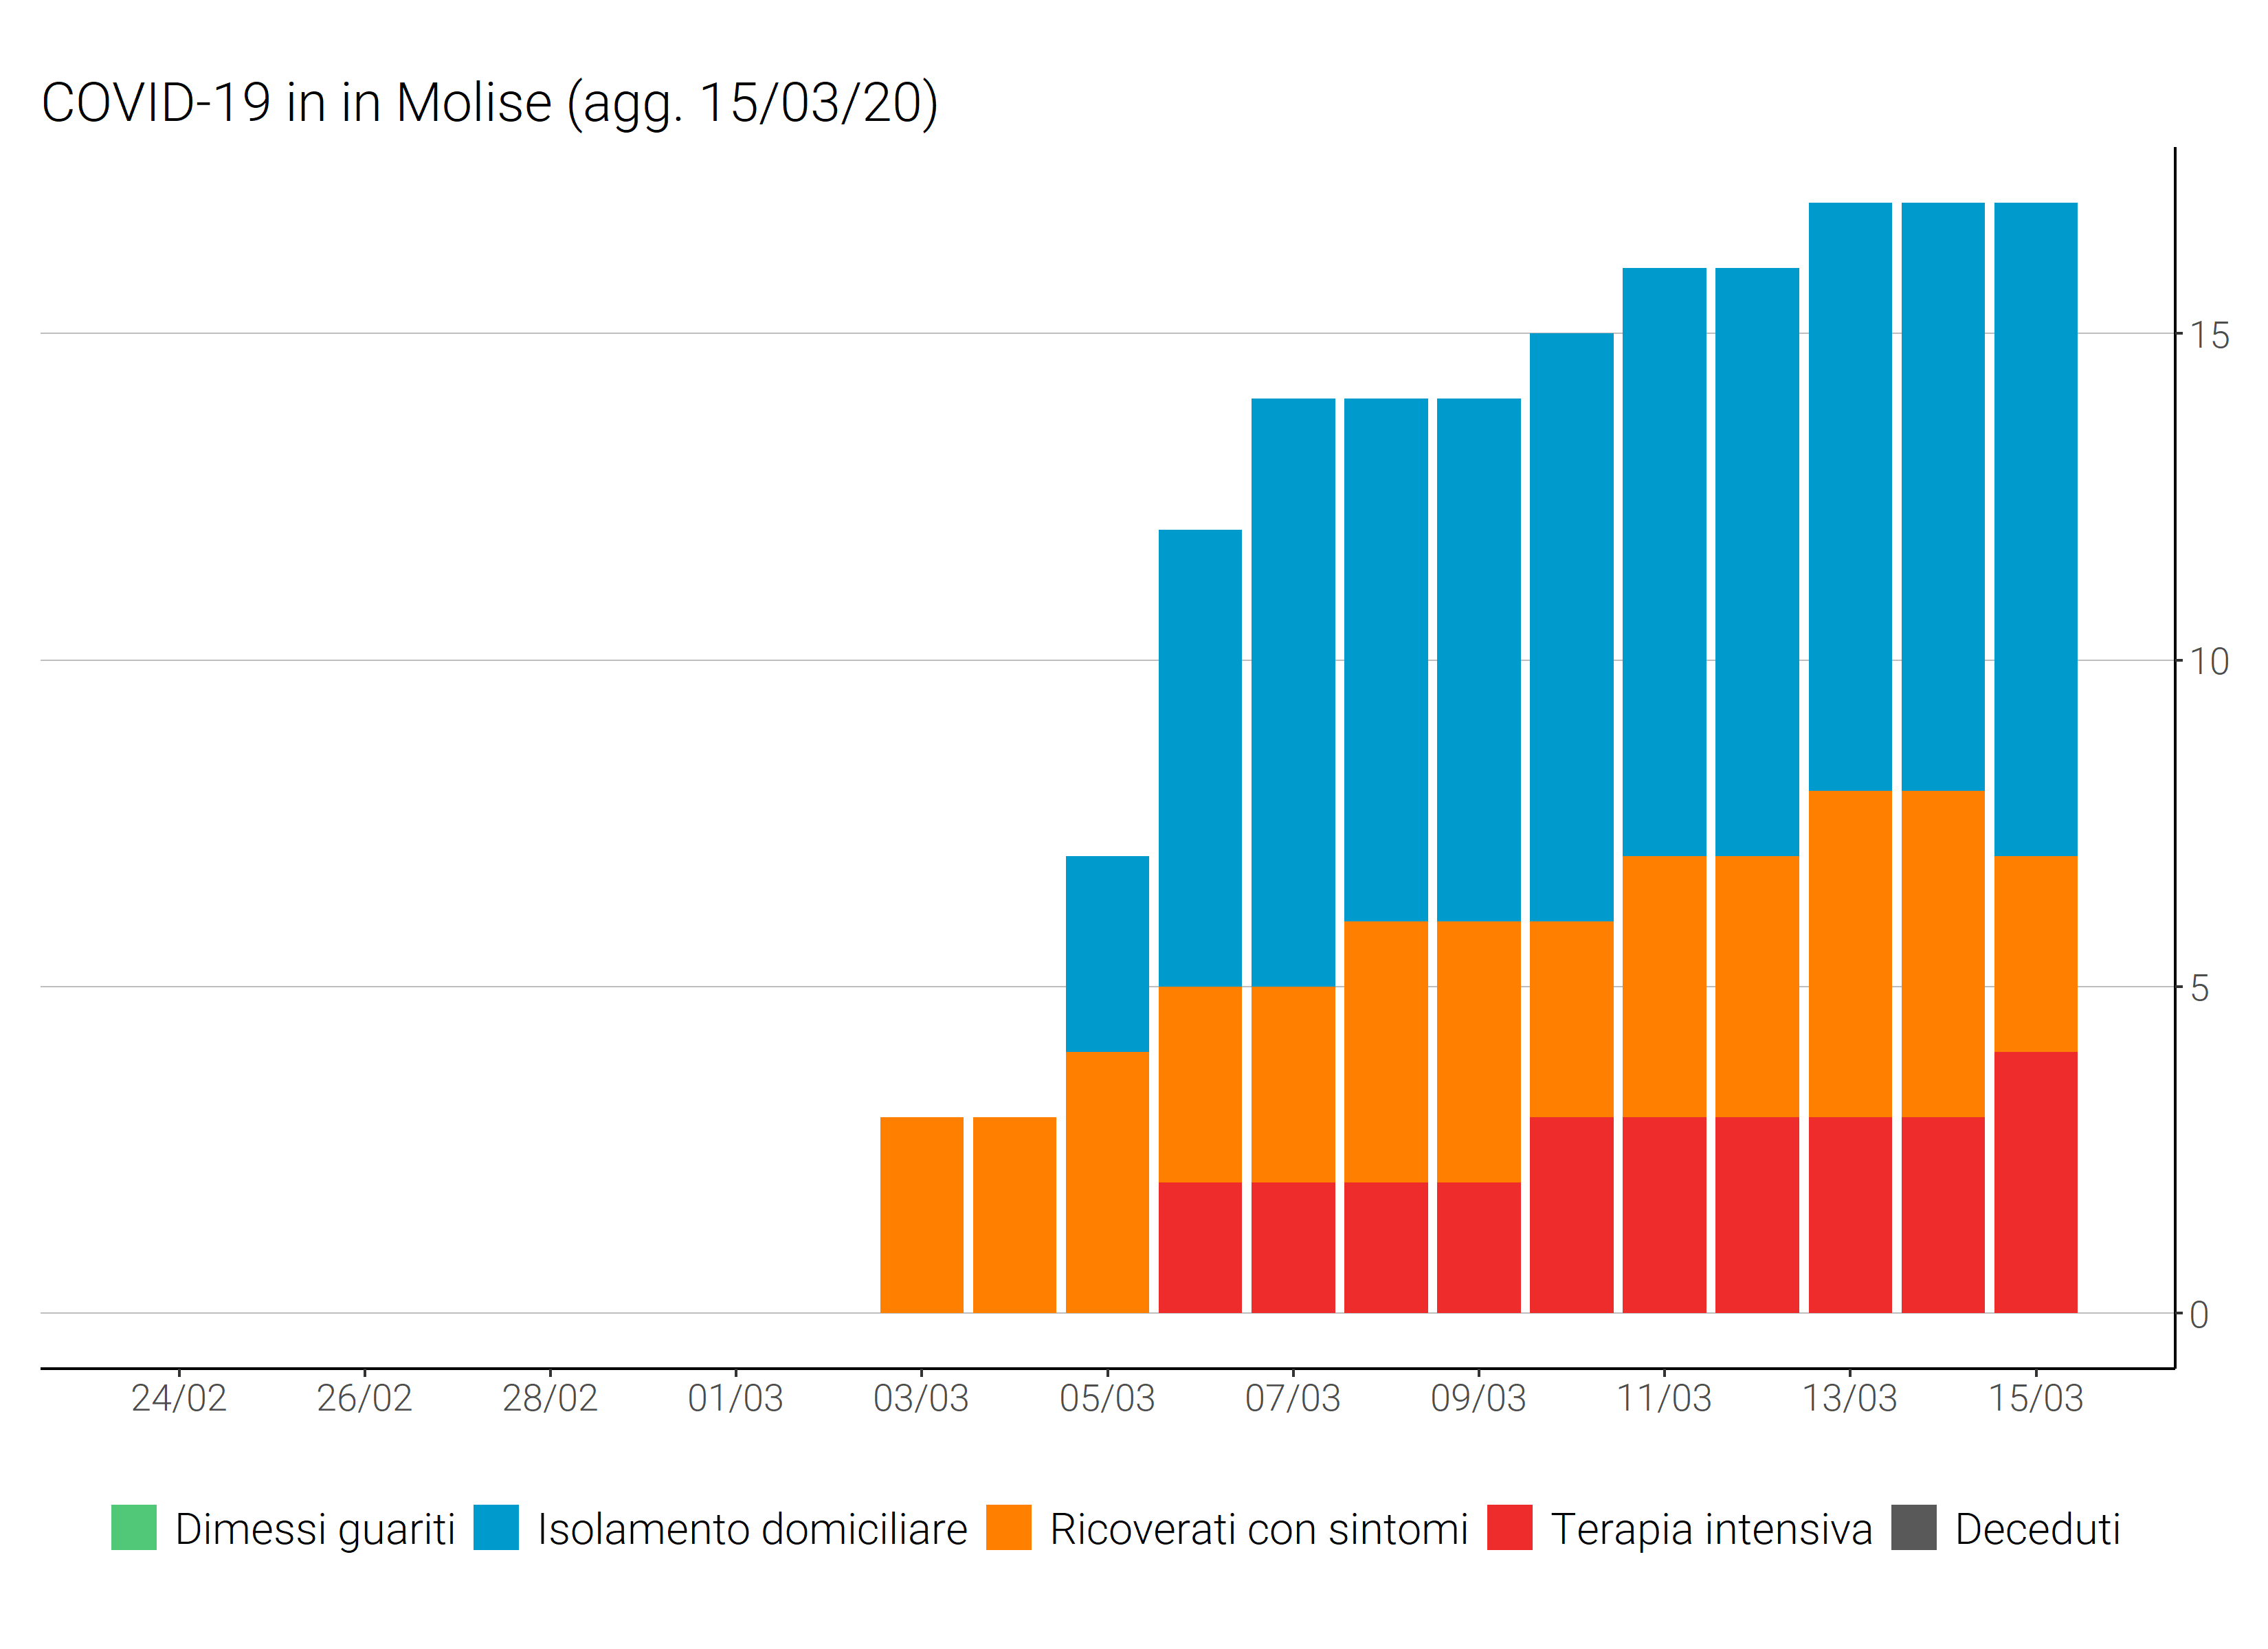 COVID-19 in in Molise (agg. 15/03/20)
15
10
5
0
24/02 26/02 28/02 01/03 03/03 05/03 07/03 09/03 11/03 13/03 15/03
Dimessi guariti Isolamento domiciliare Ricoverati con sintomi Terapia intensiva Deceduti